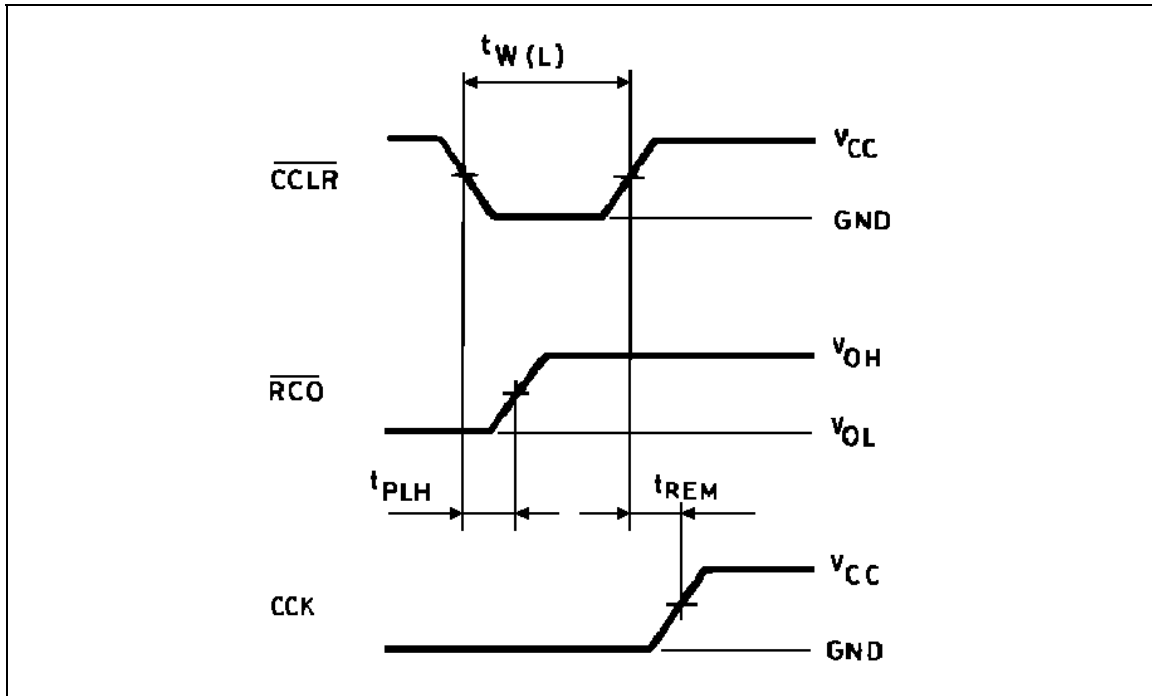 tW(L)
CCLR
VCC
GND
RCO
VOH
VOL
tPLH
tREM
CCK
VCC
GND